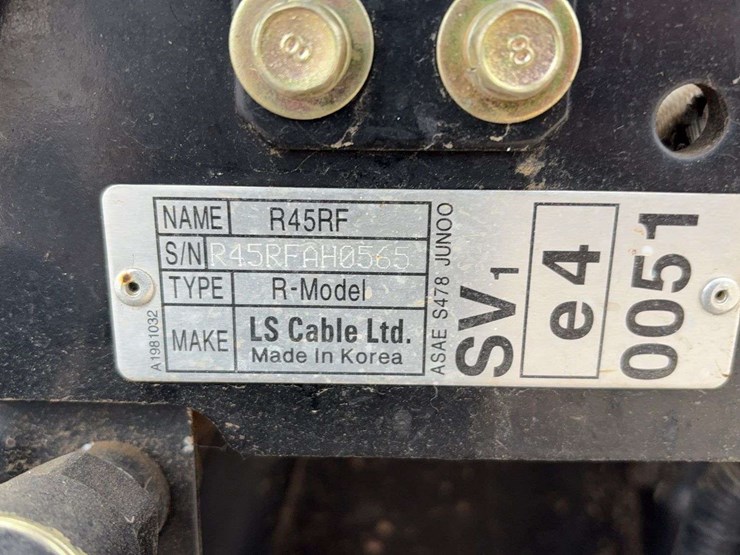 8
8
NAME R45RF
S/N R45RFAH0565
TYPE R-Model
MAKE LS Cable Ltd.
Made In Korea
A1981032
ASAE S478 JUNOO
SV1
e4
0051